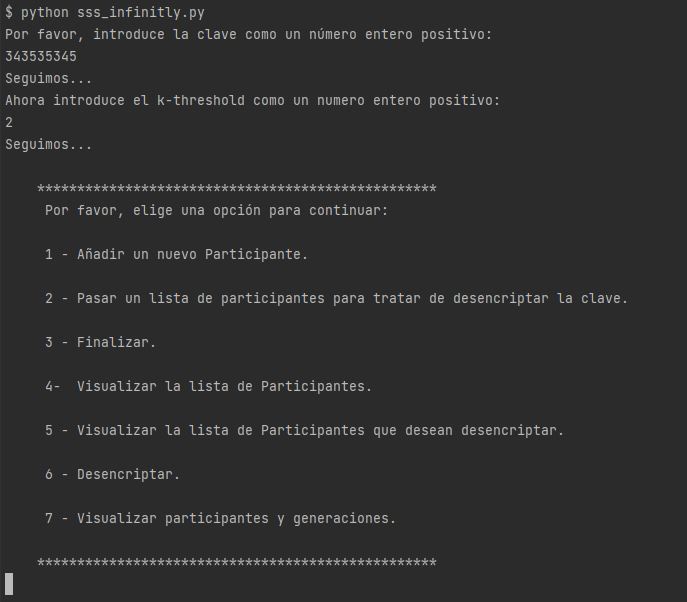 $ python sss_infinitly.py
Por favor, introduce la clave como un número entero positivo:
343535345
Seguimos...
Ahora introduce el k-threshold como un numero entero positivo:
2
Seguimos...
**************************************************
Por favor, elige una opción para continuar:
1 - Añadir un nuevo Participante.
2 - Pasar un lista de participantes para tratar de desencriptar la clave.
3 - Finalizar.
4-  Visualizar la lista de Participantes.
5 - Visualizar la lista de Participantes que desean desencriptar.
6 - Desencriptar.
7 - Visualizar participantes y generaciones.
**************************************************